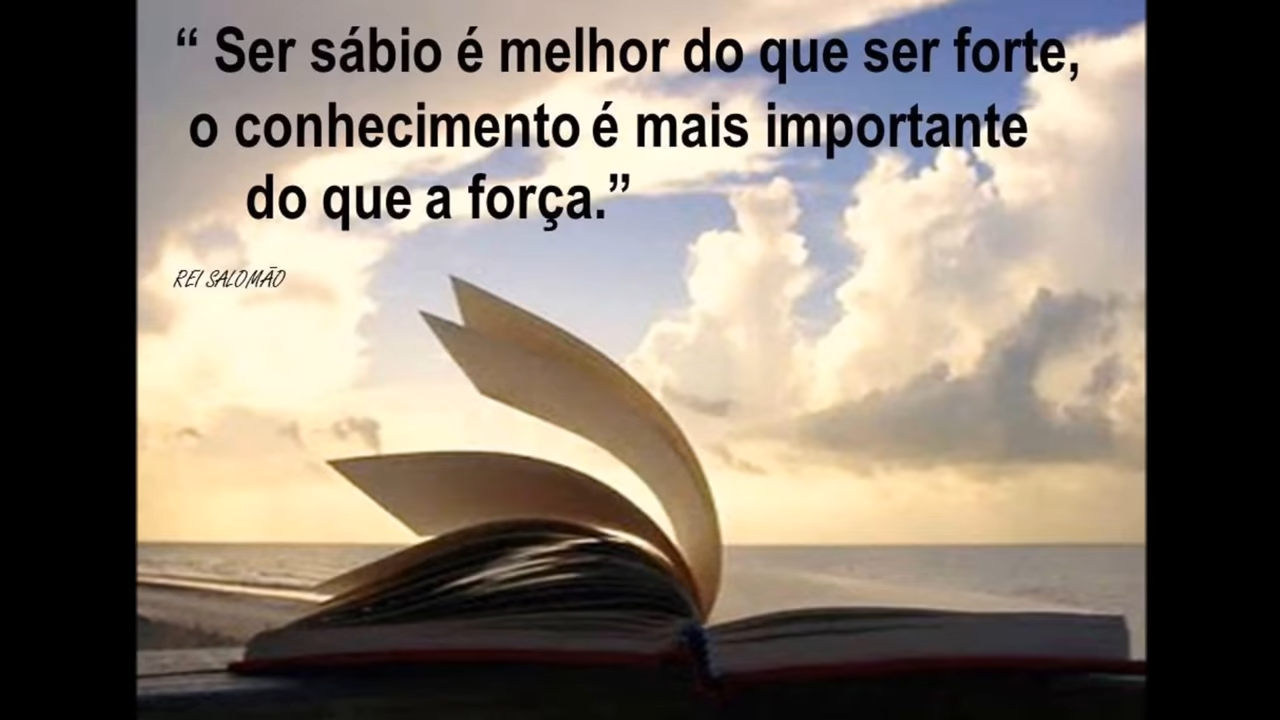 “ Ser sábio é melhor do que ser forte,
o conhecimento é mais importante
do que a força.”
REI SALOMÃO